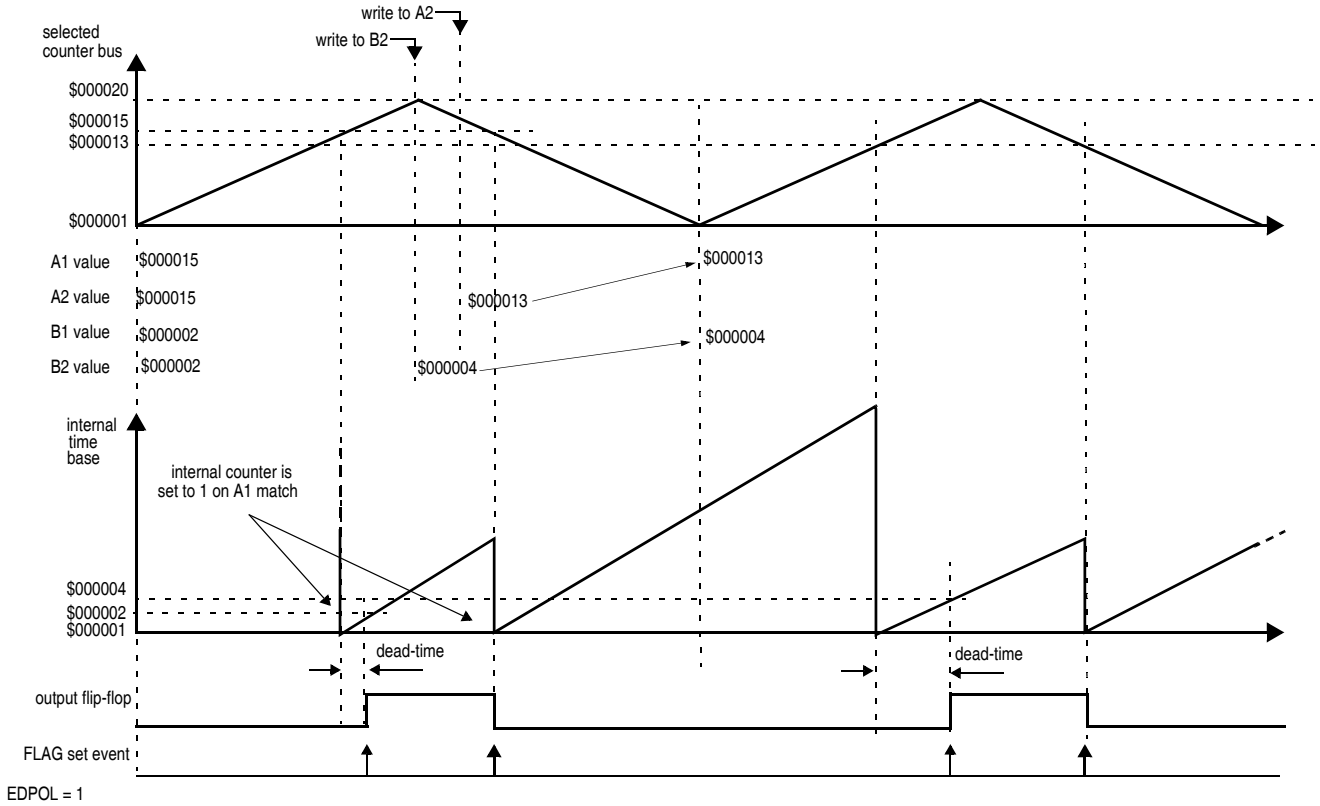 write to A2
write to B2
selected
counter bus
$000020
$000015
$000013
$000001
A1 value $000015 $000013
A2 value $000015 $000013
B1 value $000002 $000004
B2 value $000002 $000004
internal
time
base
internal counter is
set to 1 on A1 match
$000004
$000002
$000001
dead-time dead-time
output flip-flop
FLAG set event
EDPOL = 1